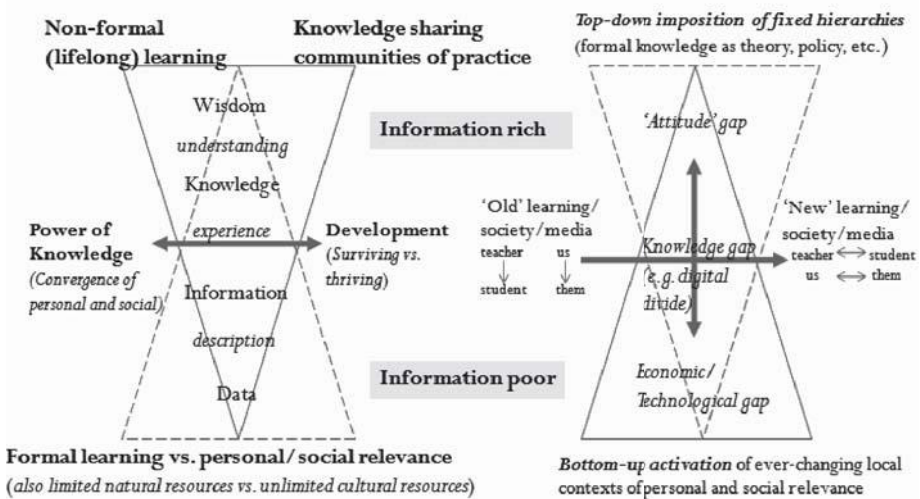 Non-formal
(lifelong) learning
Knowledge sharing
communities of practice
Wisdom
understanding
Knowledge
experience
Information
description
Data
Power of
Knowledge
(Convergence of
personal and social)
Development
(Surviving vs.
thriving)
Formal learning vs. personal/ social relevance
(also limited natural resources vs. unlimited cultural resources)
Information rich
Information poor
Top-down imposition of fixed hierarchies
(formal knowledge as theory, policy, etc.)
'Attitude' gap
'Old' learning/
society/media
teacher us
student them
Knowledge gap
(e.g. digital
divide)
'New' learning/
society/media
teacher student
us them
Economic/
Technological gap
Bottom-up activation of ever-changing local
contexts of personal and social relevance